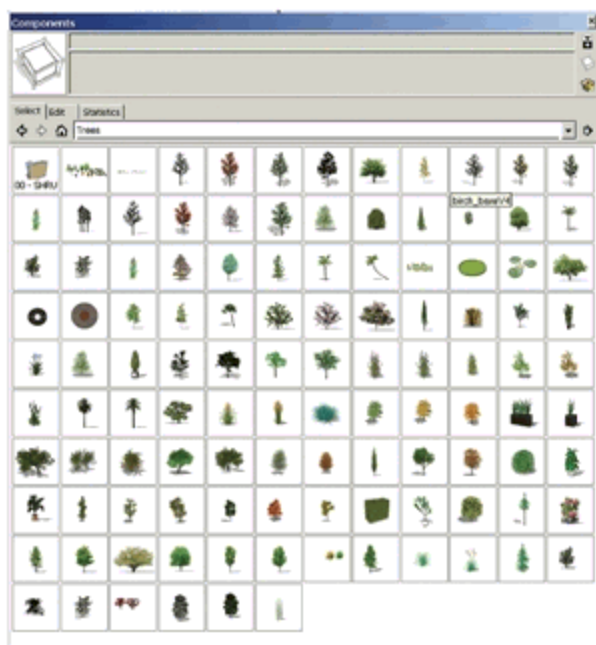 Components
Select Edit Statistics
Trees
00 - SHRU
birch_bareV4